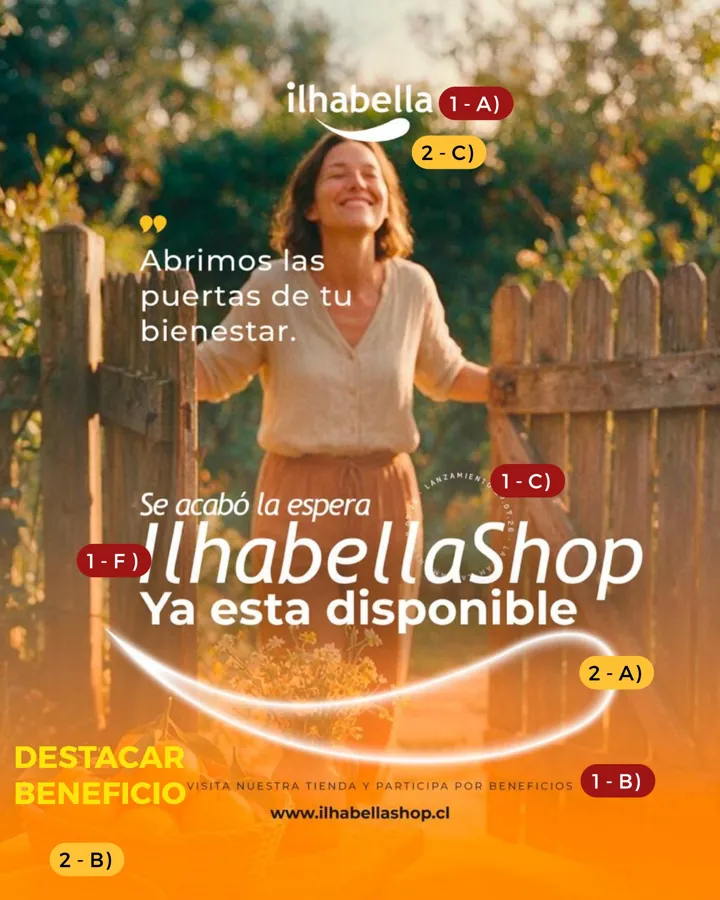 ilhabella
1 - A)
2 - C)
”
Abrimos las
puertas de tu
bienestar.
LANZAMIENTO
1 - C)
Se acabó la espera
1 - F )
IlhabellaShop
Ya esta disponible
2 - A)
DESTACAR
BENEFICIO
VISITA NUESTRA TIENDA Y PARTICIPA POR BENEFICIOS
1 - B)
www.ilhabellashop.cl
2 - B)